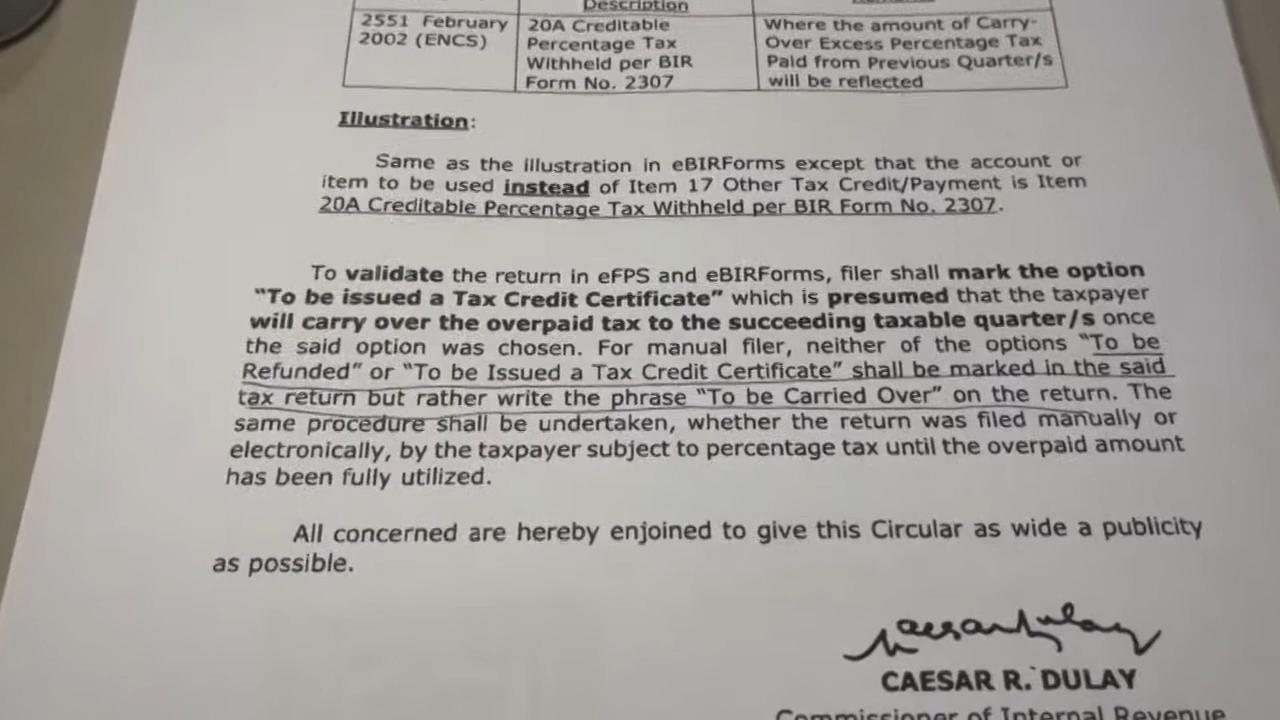 Description
2551 February
2002 (ENCS)
20A Creditable
Percentage Tax
Withheld per BIR
Form No. 2307
Where the amount of Carry-
Over Excess Percentage Tax
Paid from Previous Quarter/s
will be reflected
Illustration:
Same as the illustration in eBIRForms except that the account or
item to be used instead of Item 17 Other Tax Credit/Payment is Item
20A Creditable Percentage Tax Withheld per BIR Form No. 2307.
To validate the return in eFPS and eBIRForms, filer shall mark the option
"To be issued a Tax Credit Certificate" which is presumed that the taxpayer
will carry over the overpaid tax to the succeeding taxable quarter/s once
the said option was chosen. For manual filer, neither of the options "To be
Refunded" or "To be Issued a Tax Credit Certificate" shall be marked in the said
tax return but rather write the phrase "To be Carried Over" on the return. The
same procedure shall be undertaken, whether the return was filed manually or
electronically, by the taxpayer subject to percentage tax until the overpaid amount
has been fully utilized.
All concerned are hereby enjoined to give this Circular as wide a publicity
as possible.
CAESAR R. DULAY
Commissioner of Internal Revenue